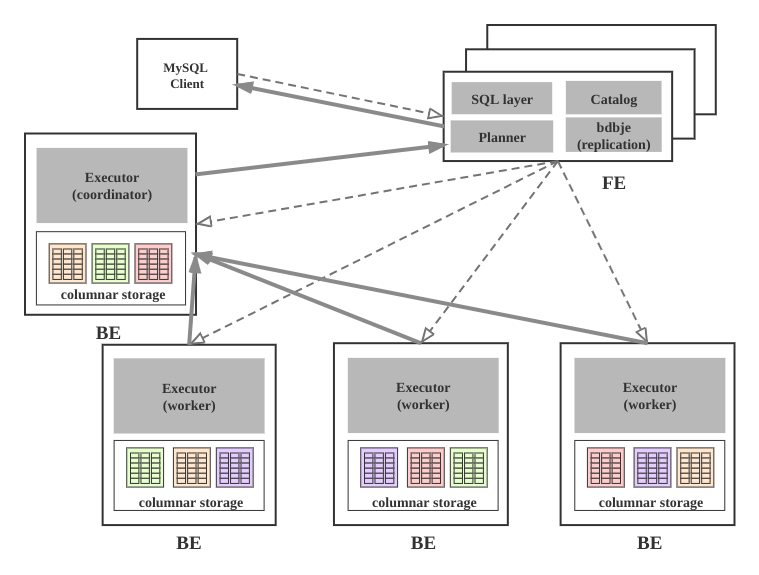 MySQL
Client
SQL layer
Catalog
Planner
bdbje
(replication)
FE
Executor
(coordinator)
columnar storage
BE
Executor
(worker)
columnar storage
BE
Executor
(worker)
columnar storage
BE
Executor
(worker)
columnar storage
BE